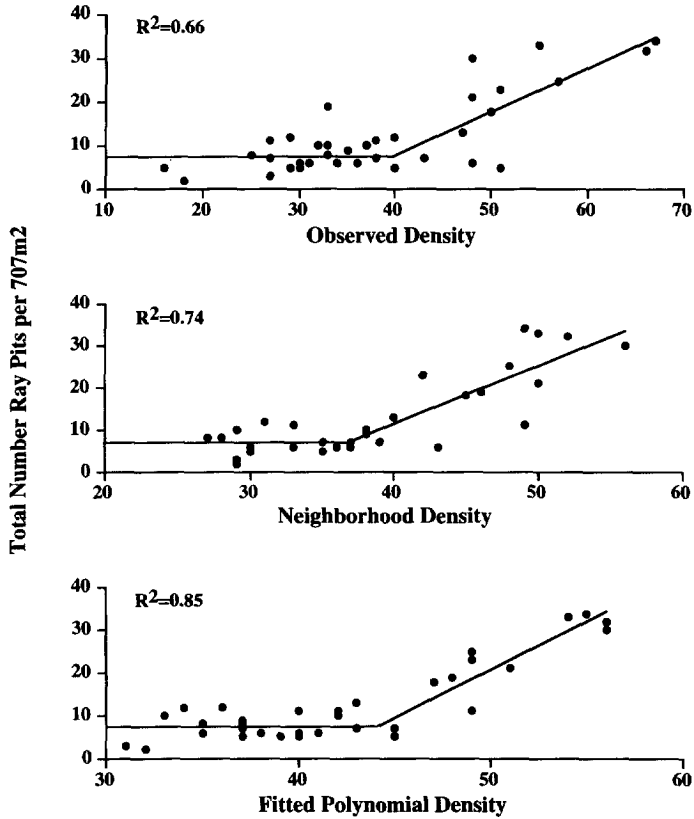 Total Number Ray Pits per 707m2
R²=0.66
40
30
20
10
0
10 20 30 40 50 60 70
Observed Density
R²=0.74
40
30
20
10
0
20 30 40 50 60
Neighborhood Density
R²=0.85
40
30
20
10
0
30 40 50 60
Fitted Polynomial Density